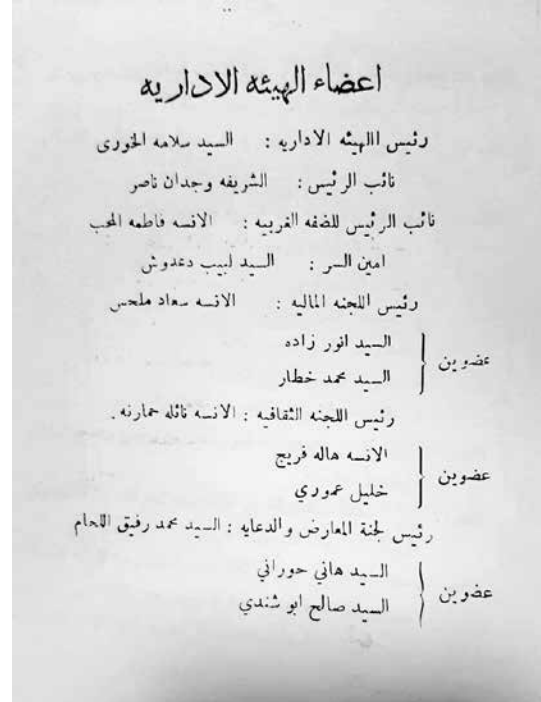 اعضاء الهيئه الاداريه
رئيس االهيئه الاداريه : السيد سلامه الخورى
نائب الرئيس : الشريفه وجدان ناصر
نائب الرئيس للضفه الغربيه : الانسه فاطمه المحب
امين السر : السيد لبيب دعدوش
رئيس اللجنه الماليه : الانسه سعاد ملحس
السيد انور زاده
عضوين
السيد محمد خطار
رئيس اللجنه الثقافيه : الانسه نائله حمارنه .
الانسه هاله فريج
عضوين
خليل عموري
رئيس لجنة المعارض والدعايه : السيد محمد رفيق اللحام
السيد هاني حوراني
عضوين
السيد صالح ابو شندي